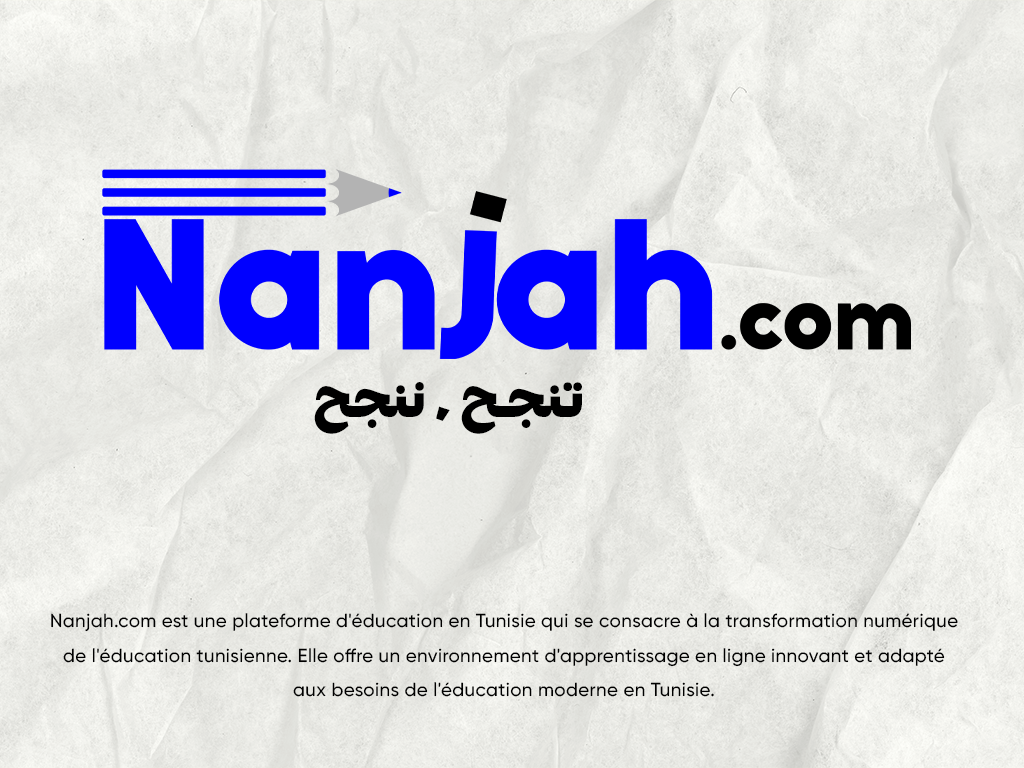 Nanjah.com
تنجح , ننجح
Nanjah.com est une plateforme d'éducation en Tunisie qui se consacre à la transformation numérique
de l'éducation tunisienne. Elle offre un environnement d'apprentissage en ligne innovant et adapté
aux besoins de l'éducation moderne en Tunisie.